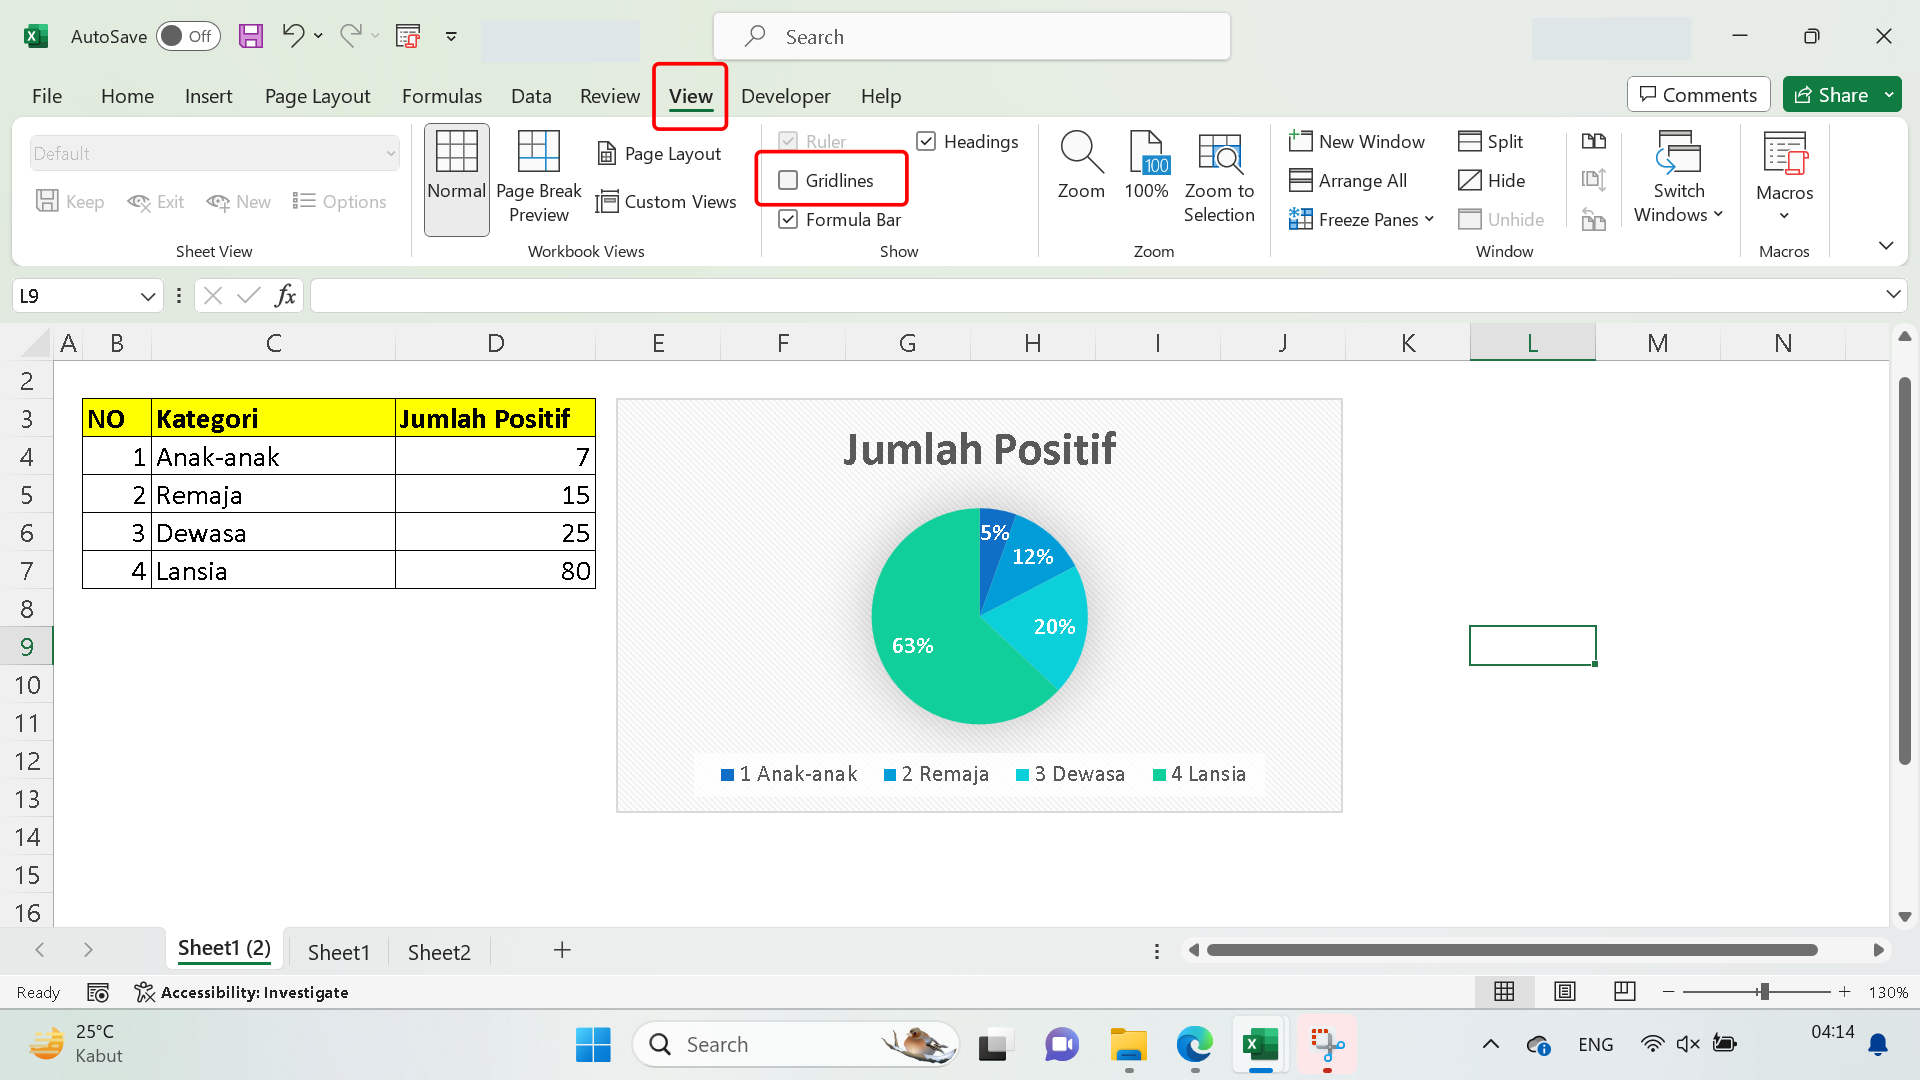 AutoSave Off Search
File Home Insert Page Layout Formulas Data Review View Developer Help Comments Share
Default
Keep Exit New Options
Sheet View
Normal
Page Break Preview
Page Layout
Custom Views
Workbook Views
Ruler
Gridlines
Formula Bar
Headings
Show
Zoom
100
100%
Zoom to Selection
Zoom
New Window
Arrange All
Freeze Panes
Split
Hide
Unhide
Switch Windows
Window
Macros
Macros
L9 fx
A B C D E F G H I J K L M N
2
3 NO Kategori Jumlah Positif
4 1 Anak-anak 7
5 2 Remaja 15
6 3 Dewasa 25
7 4 Lansia 80
8
9
10
11
12
13
14
15
16
Jumlah Positif
5%
12%
20%
63%
1 Anak-anak 2 Remaja 3 Dewasa 4 Lansia
Sheet1 (2) Sheet1 Sheet2
Ready Accessibility: Investigate 130%
25°C
Kabut
Search
ENG
04:14